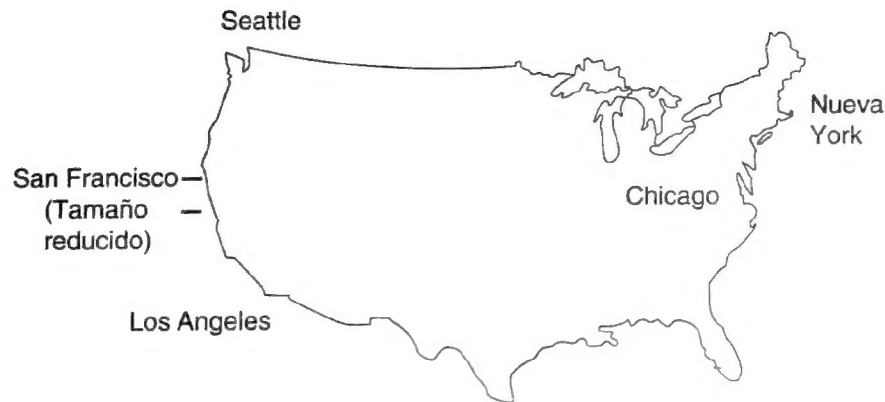 Seattle
Nueva
York
San Francisco
(Tamaño
reducido)
Chicago
Los Angeles